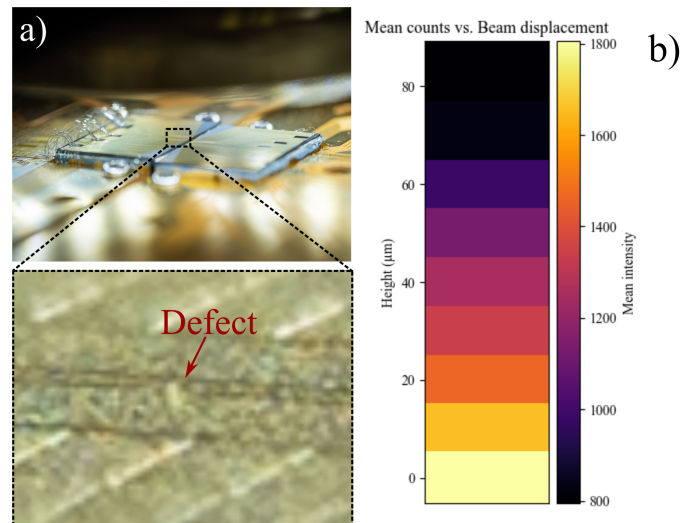 a)
Defect
Mean counts vs. Beam displacement
b)
80
60
40
20
0
Height (μm)
1800
1600
1400
1200
1000
800
Mean intensity